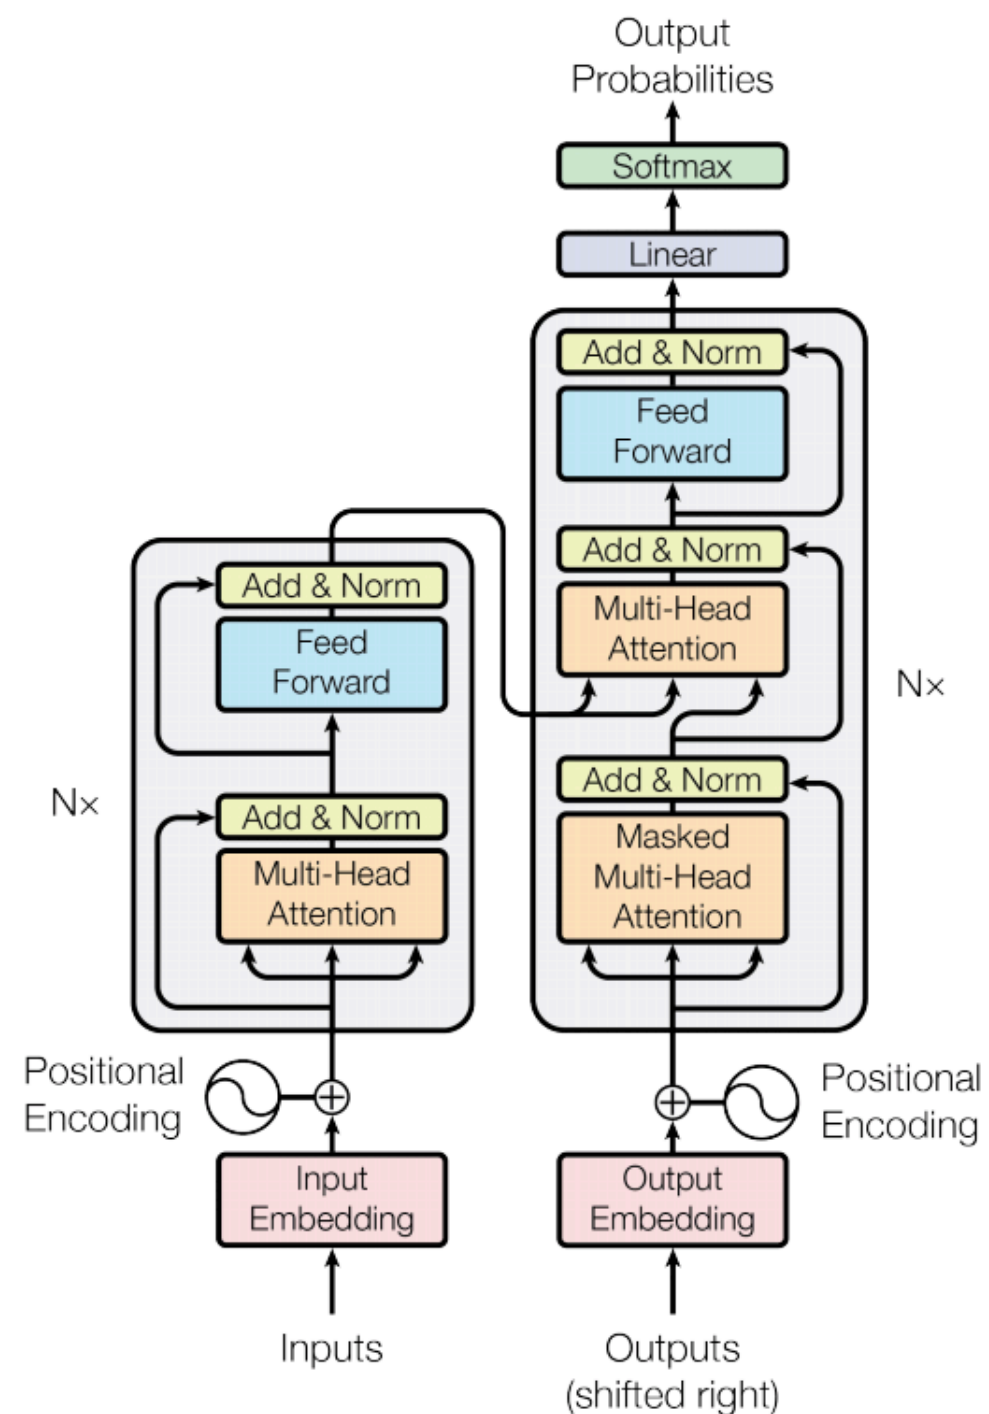 Output
Probabilities
Softmax
Linear
Add & Norm
Feed
Forward
Add & Norm
Multi-Head
Attention
Nx
Add & Norm
Masked
Multi-Head
Attention
Add & Norm
Feed
Forward
Nx
Add & Norm
Multi-Head
Attention
Positional
Encoding
Positional
Encoding
Input
Embedding
Output
Embedding
Inputs
Outputs
(shifted right)